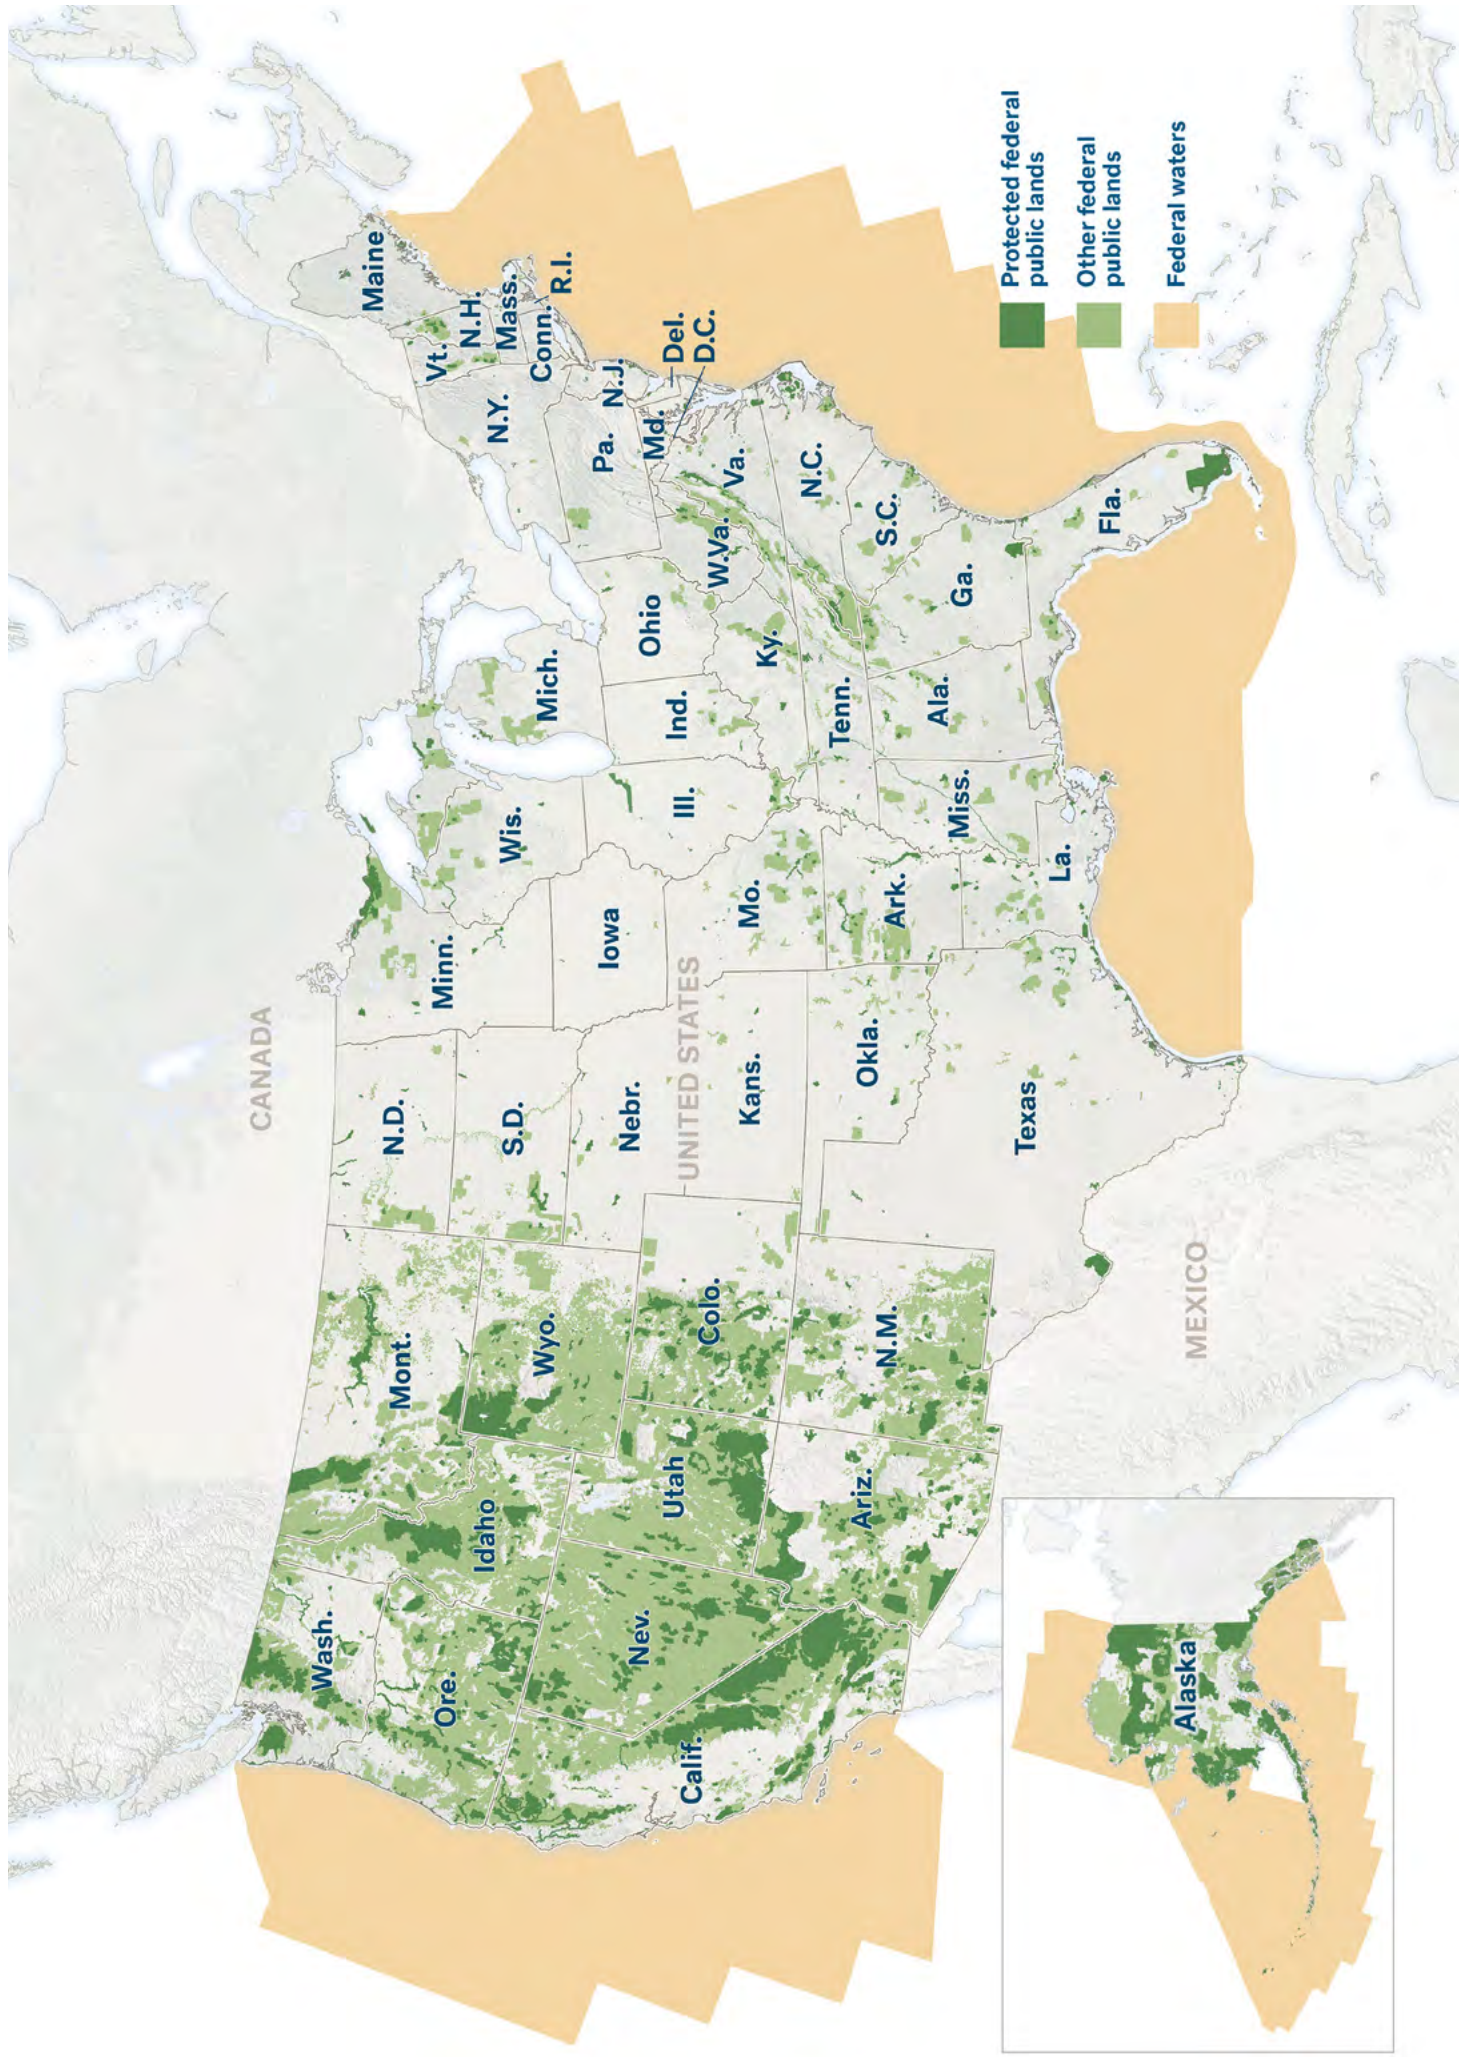 CANADA
UNITED STATES
MEXICO
Wash.
Ore.
Calif.
Nev.
Idaho
Mont.
Wyo.
Utah
Ariz.
Colo.
N.M.
N.D.
S.D.
Nebr.
Kans.
Okla.
Texas
Minn.
Iowa
Mo.
Ark.
La.
Wis.
Ill.
Mich.
Ind.
Ohio
Ky.
Tenn.
Miss.
Ala.
Ga.
Fla.
S.C.
N.C.
Va.
W.Va.
Md.
D.C.
Del.
Pa.
N.J.
N.Y.
Conn.
R.I.
Mass.
Vt.
N.H.
Maine
Alaska
Protected federal
public lands
Other federal
public lands
Federal waters